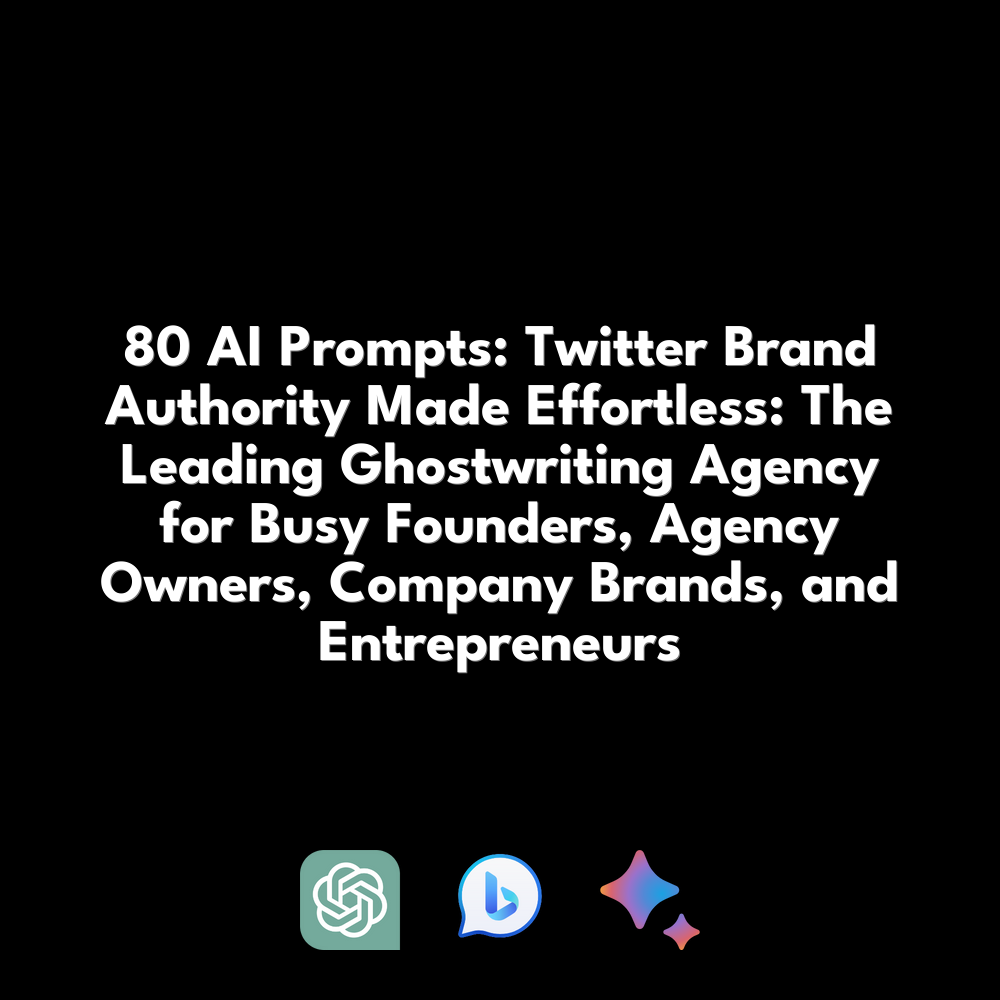 80 AI Prompts: Twitter Brand
Authority Made Effortless: The
Leading Ghostwriting Agency
for Busy Founders, Agency
Owners, Company Brands, and
Entrepreneurs